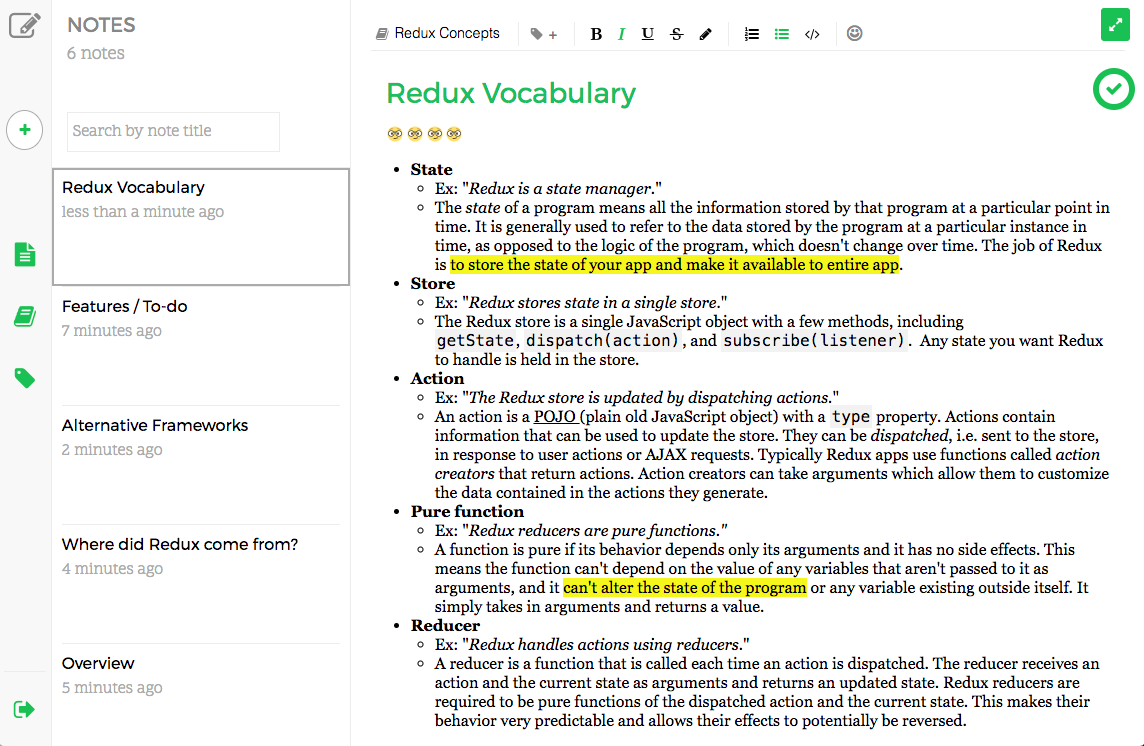 NOTES
6 notes
Search by note title
Redux Vocabulary
less than a minute ago
Features / To-do
7 minutes ago
Alternative Frameworks
2 minutes ago
Where did Redux come from?
4 minutes ago
Overview
5 minutes ago
Redux Concepts
+ B I U S </>
Redux Vocabulary
• State
◦ Ex: "Redux is a state manager."
◦ The state of a program means all the information stored by that program at a particular point in
time. It is generally used to refer to the data stored by the program at a particular instance in
time, as opposed to the logic of the program, which doesn't change over time. The job of Redux
is to store the state of your app and make it available to entire app.
• Store
◦ Ex: "Redux stores state in a single store."
◦ The Redux store is a single JavaScript object with a few methods, including
getState, dispatch(action), and subscribe(listener). Any state you want Redux
to handle is held in the store.
• Action
◦ Ex: "The Redux store is updated by dispatching actions."
◦ An action is a POJO (plain old JavaScript object) with a type property. Actions contain
information that can be used to update the store. They can be dispatched, i.e. sent to the store,
in response to user actions or AJAX requests. Typically Redux apps use functions called action
creators that return actions. Action creators can take arguments which allow them to customize
the data contained in the actions they generate.
• Pure function
◦ Ex: "Redux reducers are pure functions."
◦ A function is pure if its behavior depends only its arguments and it has no side effects. This
means the function can't depend on the value of any variables that aren't passed to it as
arguments, and it can't alter the state of the program or any variable existing outside itself. It
simply takes in arguments and returns a value.
• Reducer
◦ Ex: "Redux handles actions using reducers."
◦ A reducer is a function that is called each time an action is dispatched. The reducer receives an
action and the current state as arguments and returns an updated state. Redux reducers are
required to be pure functions of the dispatched action and the current state. This makes their
behavior very predictable and allows their effects to potentially be reversed.